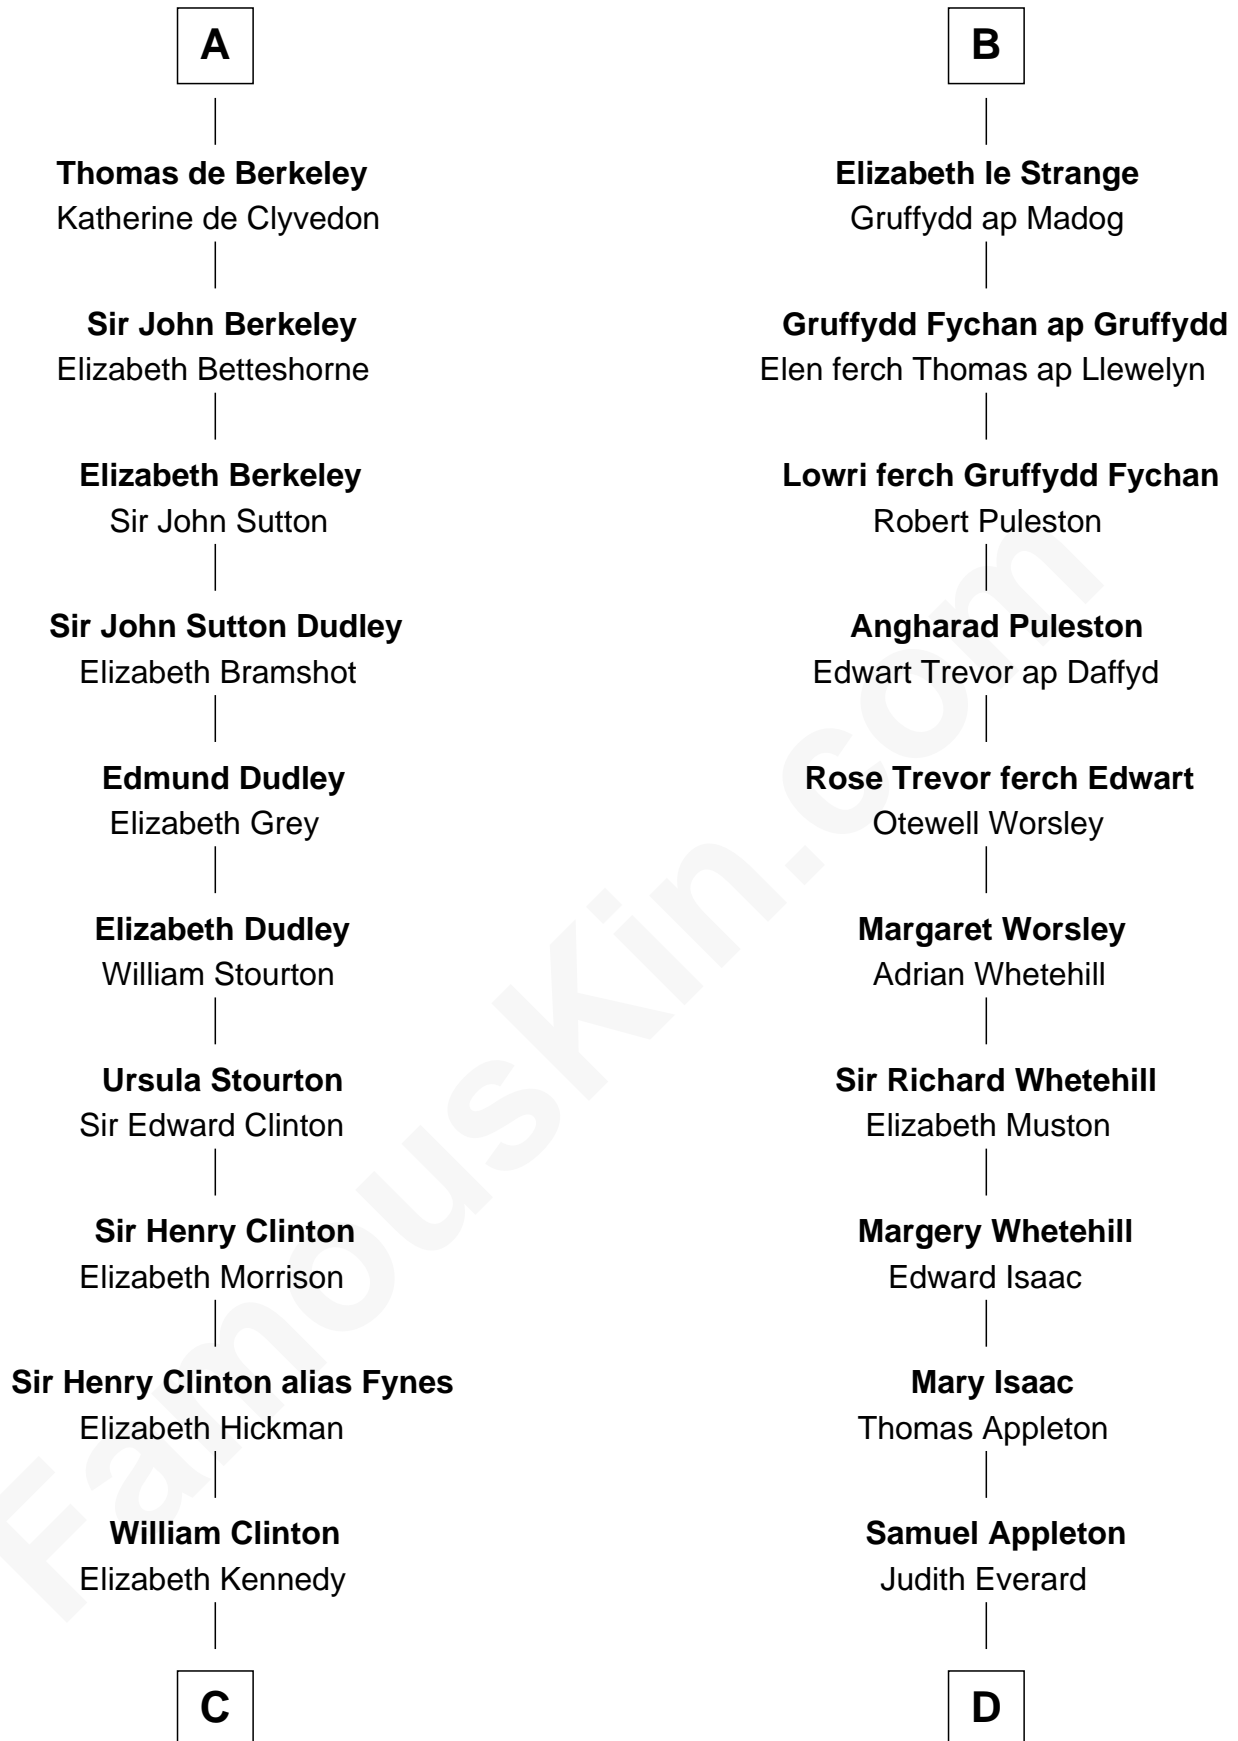 A
Thomas de Berkeley
Katherine de Clyvedon
Sir John Berkeley
Elizabeth Betteshorne
Elizabeth Berkeley
Sir John Sutton
Sir John Sutton Dudley
Elizabeth Bramshot
Edmund Dudley
Elizabeth Grey
Elizabeth Dudley
William Stourton
Ursula Stourton
Sir Edward Clinton
Sir Henry Clinton
Elizabeth Morrison
Sir Henry Clinton alias Fynes
Elizabeth Hickman
William Clinton
Elizabeth Kennedy
C
B
Elizabeth le Strange
Gruffydd ap Madog
Gruffydd Fychan ap Gruffydd
Elen ferch Thomas ap Llewelyn
Lowri ferch Gruffydd Fychan
Robert Puleston
Angharad Puleston
Edwart Trevor ap Daffyd
Rose Trevor ferch Edwart
Otewell Worsley
Margaret Worsley
Adrian Whetehill
Sir Richard Whetehill
Elizabeth Muston
Margery Whetehill
Edward Isaac
Mary Isaac
Thomas Appleton
Samuel Appleton
Judith Everard
D
FamousKin.com